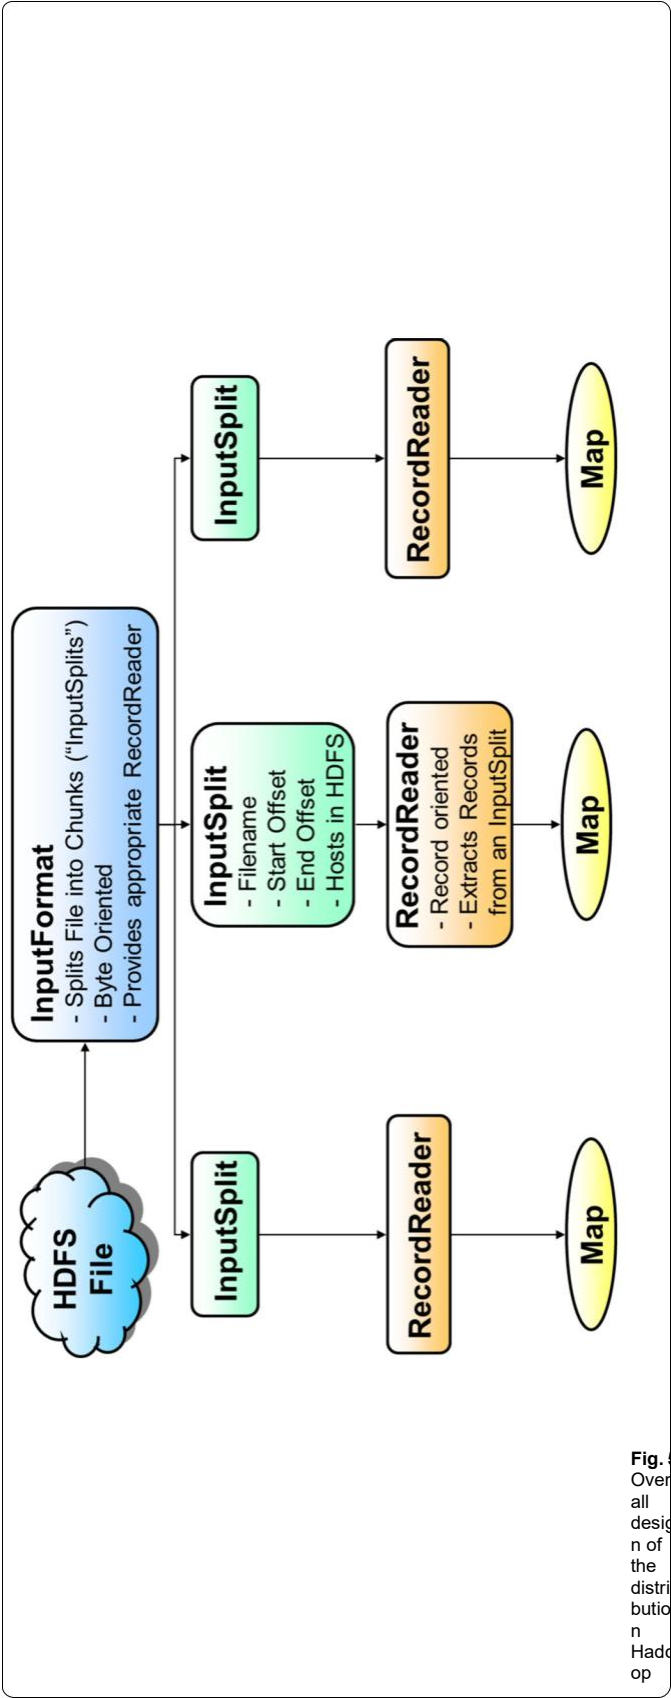 HDFS
File
InputFormat
- Splits File into Chunks (“InputSplits”)
- Byte Oriented
- Provides appropriate RecordReader
InputSplit
InputSplit
- Filename
- Start Offset
- End Offset
- Hosts in HDFS
InputSplit
RecordReader
RecordReader
- Record oriented
- Extracts Records
from an InputSplit
RecordReader
Map
Map
Map
Fig.
Over
all
desig
n of
the
distri
butio
n
Hado
op